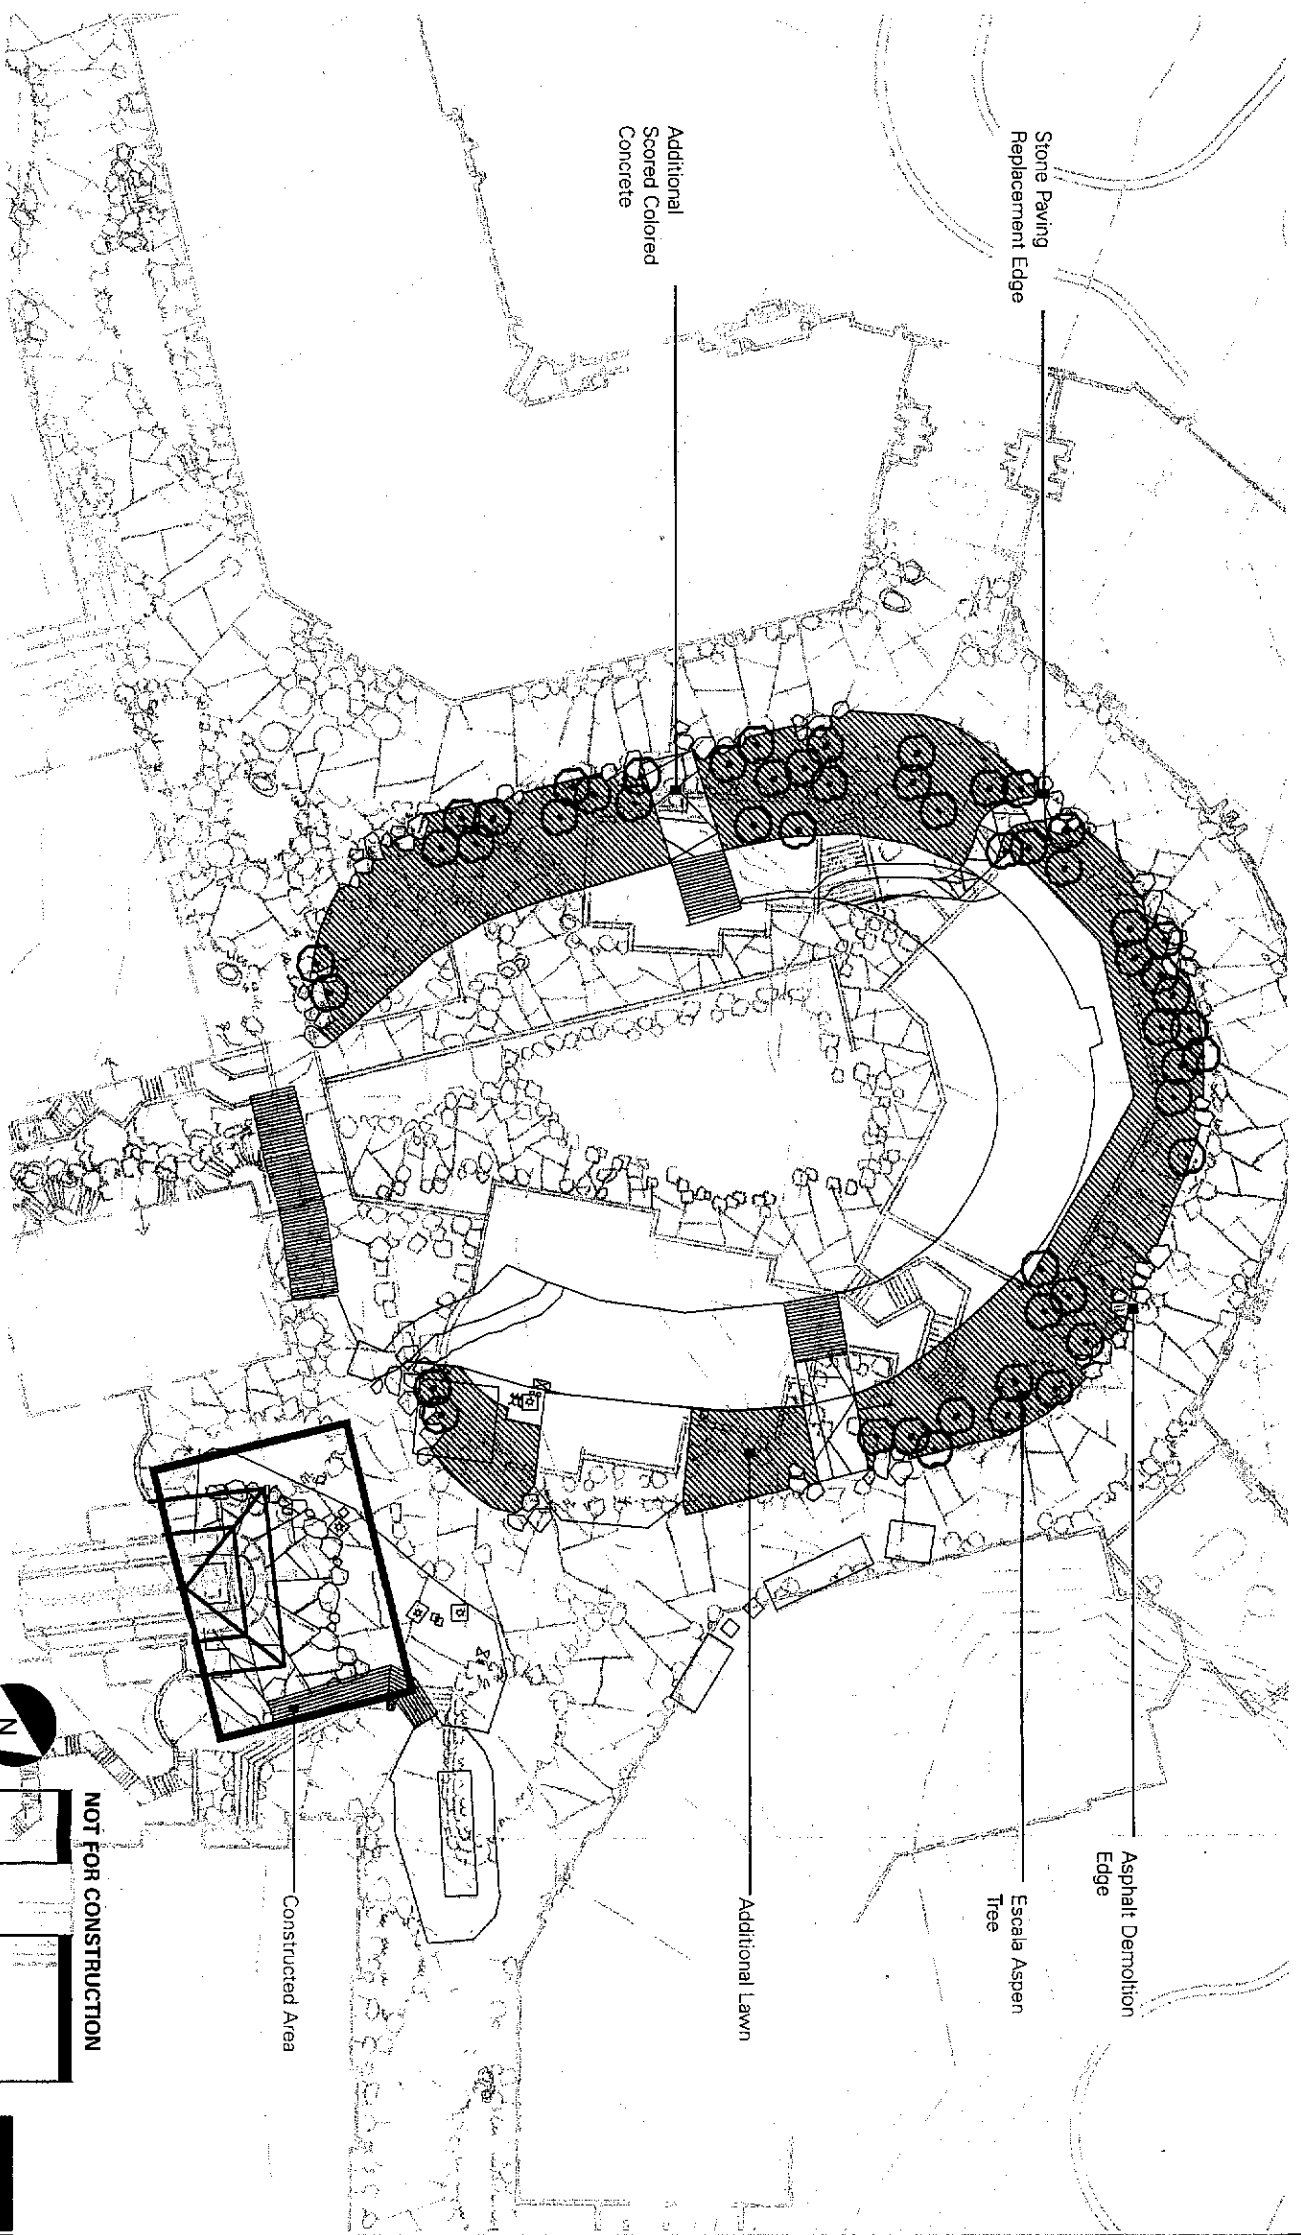 Stone Paving
Replacement Edge
Additional
Scored Colored
Concrete
Asphalt Demoltion
Edge
Escala Aspen
Tree
Additional Lawn
Constructed Area
N
NOT FOR CONSTRUCTION